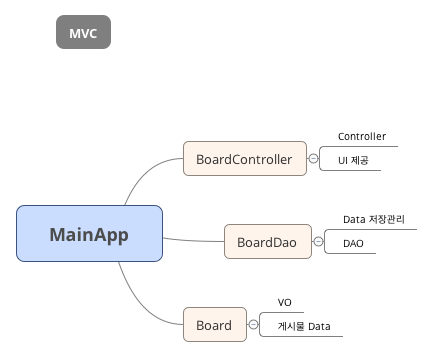 MVC
Controller
BoardController
UI 제공
MainApp
Data 저장관리
BoardDao
DAO
VO
Board
게시물 Data